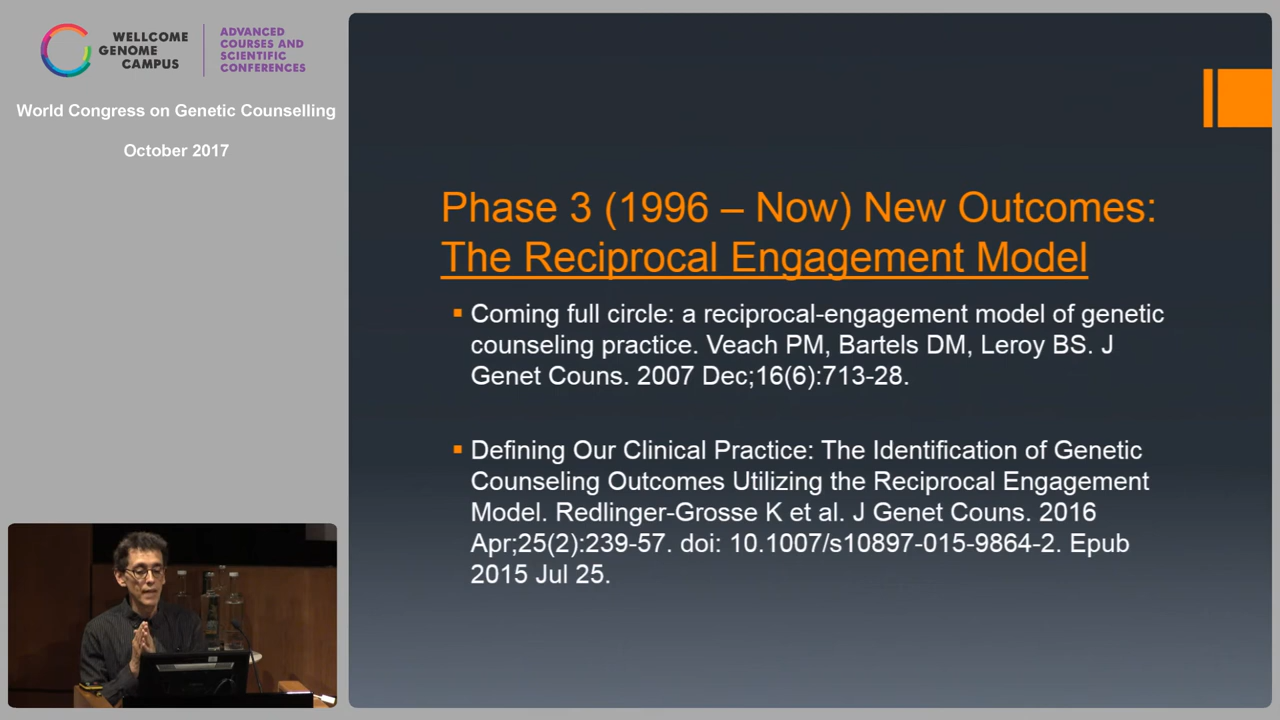 WELLCOME
GENOME
CAMPUS
ADVANCED
COURSES AND
SCIENTIFIC
CONFERENCES
World Congress on Genetic Counselling
October 2017
Phase 3 (1996 – Now) New Outcomes:
The Reciprocal Engagement Model
Coming full circle: a reciprocal-engagement model of genetic
counseling practice. Veach PM, Bartels DM, Leroy BS. J
Genet Couns. 2007 Dec;16(6):713-28.
Defining Our Clinical Practice: The Identification of Genetic
Counseling Outcomes Utilizing the Reciprocal Engagement
Model. Redlinger-Grosse K et al. J Genet Couns. 2016
Apr;25(2):239-57. doi: 10.1007/s10897-015-9864-2. Epub
2015 Jul 25.